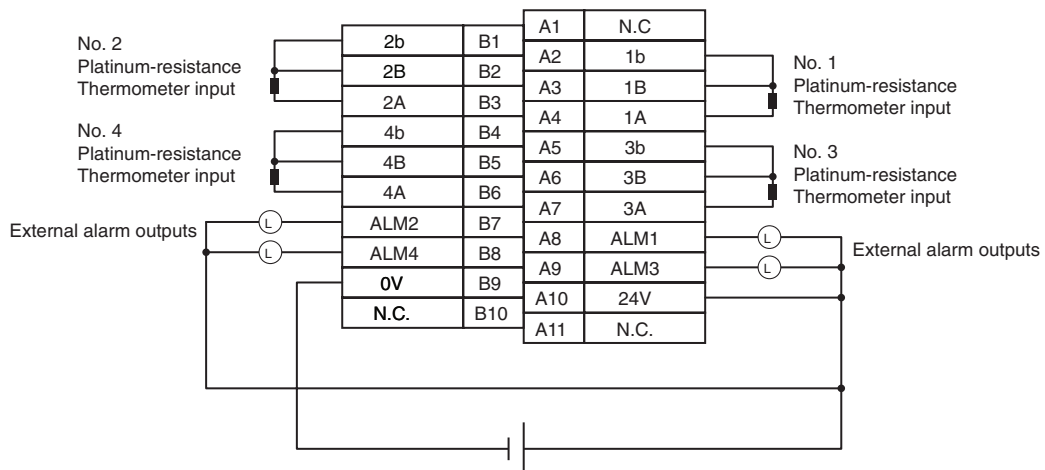 No. 2
Platinum-resistance
Thermometer input
No. 4
Platinum-resistance
Thermometer input
External alarm outputs
2b B1
2B B2
2A B3
4b B4
4B B5
4A B6
L ALM2 B7
L ALM4 B8
0V B9
N.C. B10
A1 N.C
A2 1b
A3 1B
A4 1A
A5 3b
A6 3B
A7 3A
A8 ALM1 L
A9 ALM3 L
A10 24V
A11 N.C.
No. 1
Platinum-resistance
Thermometer input
No. 3
Platinum-resistance
Thermometer input
External alarm outputs